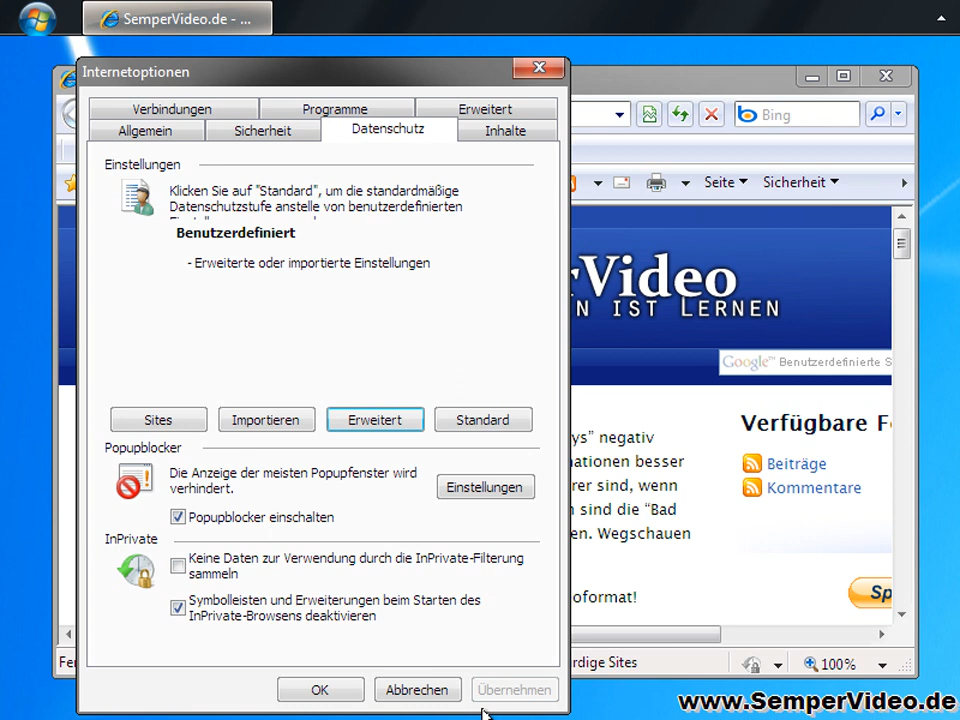 SemperVideo.de - ...
Internetoptionen
Verbindungen Programme Erweitert
Allgemein Sicherheit Datenschutz Inhalte
Bing
Seite Sicherheit
Einstellungen
Klicken Sie auf "Standard", um die standardmäßige
Datenschutzstufe anstelle von benutzerdefinierten
Benutzerdefiniert
- Erweiterte oder importierte Einstellungen
rVideo
N IST LERNEN
Google™ Benutzerdefinierte S
Sites Importieren Erweitert Standard
Popupblocker
Die Anzeige der meisten Popupfenster wird
verhindert.
Einstellungen
Popupblocker einschalten
InPrivate
Keine Daten zur Verwendung durch die InPrivate-Filterung
sammeln
Symbolleisten und Erweiterungen beim Starten des
InPrivate-Browsens deaktivieren
OK Abbrechen Übernehmen
Verfügbare F
Beiträge
Kommentare
ys" negativ
nationen besser
rer sind, wenn
n sind die "Bad
en. Wegschauen
oformat!
Sp
Fe
rdige Sites
100%
www.SemperVideo.de